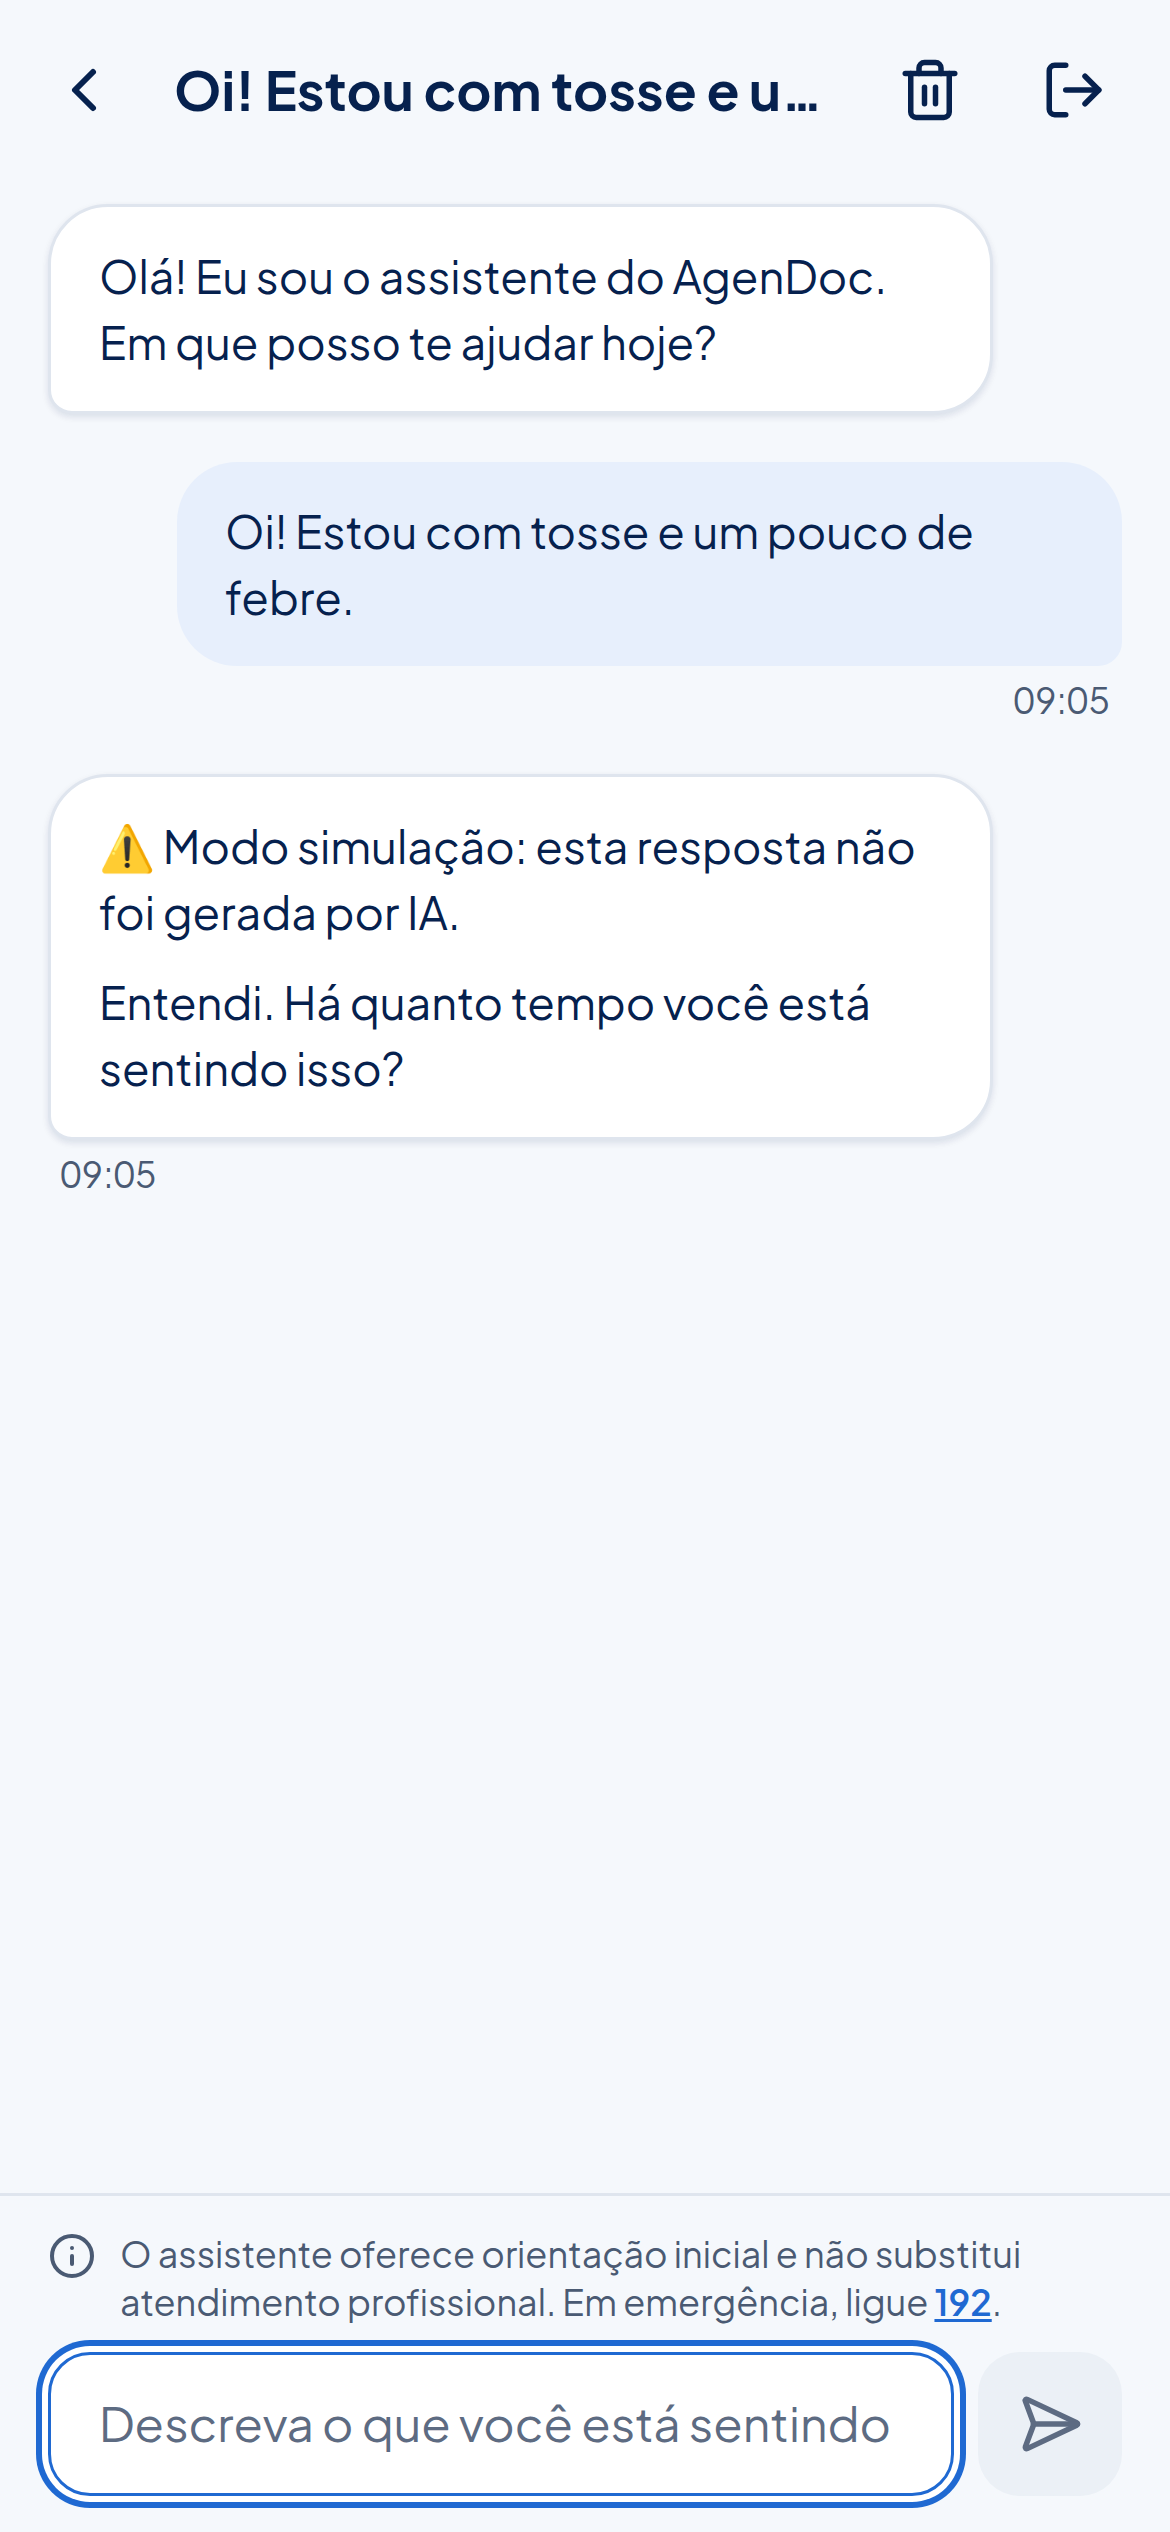 Oi! Estou com tosse e u...
Olá! Eu sou o assistente do AgenDoc.
Em que posso te ajudar hoje?
Oi! Estou com tosse e um pouco de
febre.
09:05
⚠️ Modo simulação: esta resposta não
foi gerada por IA.
Entendi. Há quanto tempo você está
sentindo isso?
09:05
O assistente oferece orientação inicial e não substitui
atendimento profissional. Em emergência, ligue 192.
Descreva o que você está sentindo